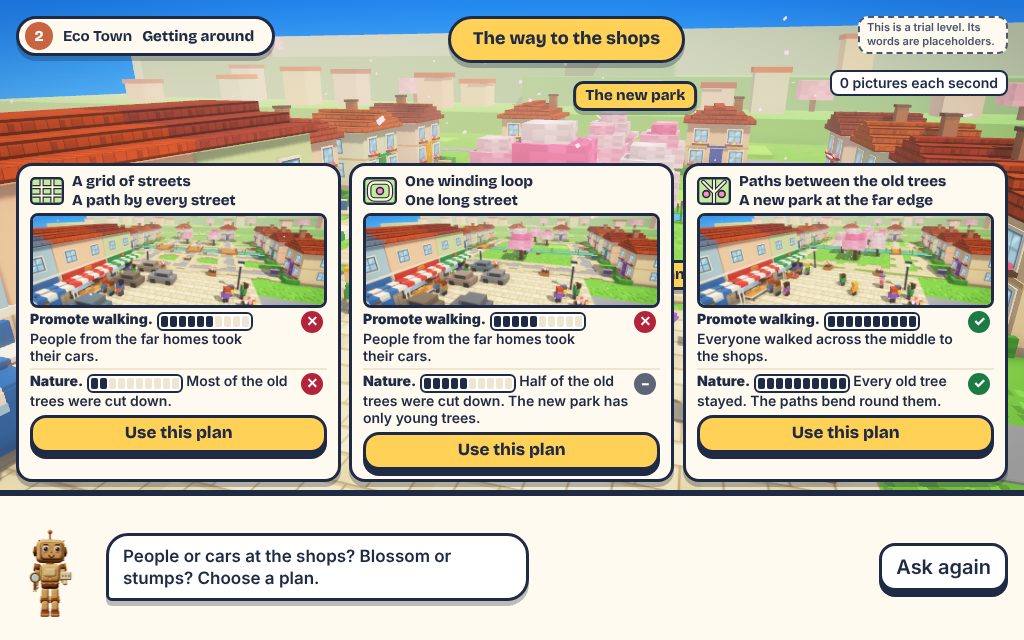 2 Eco Town Getting around
The way to the shops
This is a trial level. Its
words are placeholders.
0 pictures each second
The new park
A grid of streets
A path by every street
Promote walking.
People from the far homes took
their cars.
Nature. Most of the old
trees were cut down.
Use this plan
One winding loop
One long street
Promote walking.
People from the far homes took
their cars.
Nature. Half of the old
trees were cut down. The new park has
only young trees.
Use this plan
Paths between the old trees
A new park at the far edge
Promote walking.
Everyone walked across the middle to
the shops.
Nature. Every old tree
stayed. The paths bend round them.
Use this plan
People or cars at the shops? Blossom or
stumps? Choose a plan.
Ask again